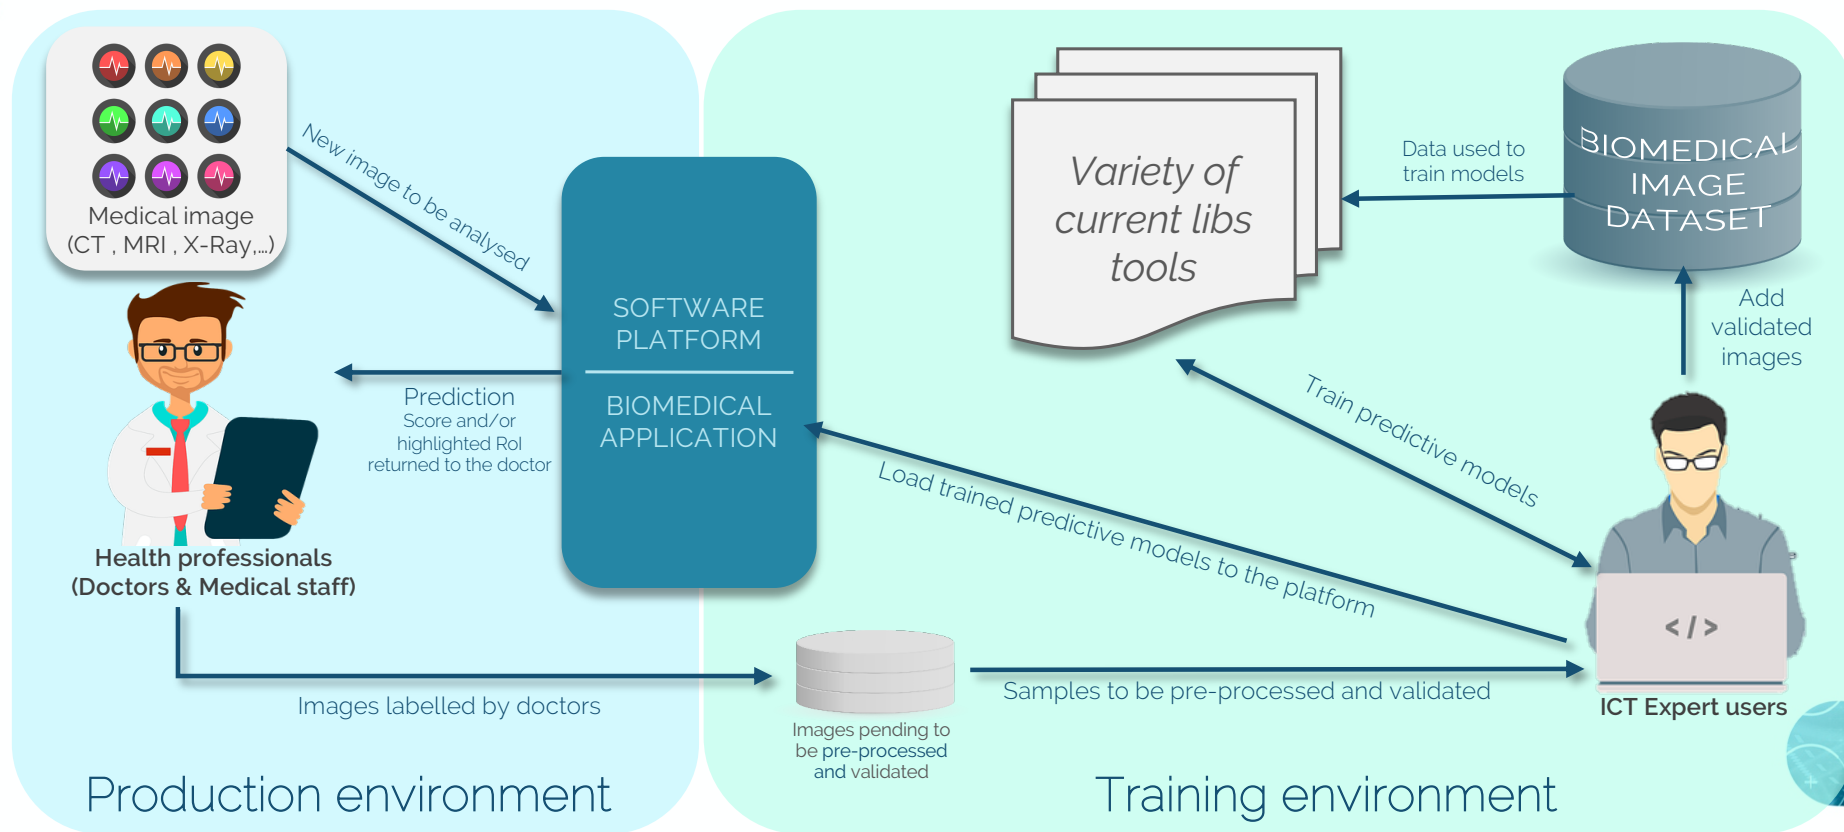 Medical image
(CT , MRI , X-Ray,...)
New image to be analysed
Health professionals
(Doctors & Medical staff)
Prediction
Score and/or
highlighted RoI
returned to the doctor
SOFTWARE
PLATFORM
BIOMEDICAL
APPLICATION
Images labelled by doctors
Production environment
Variety of
current libs
tools
Data used to
train models
BIOMEDICAL
IMAGE
DATASET
Add
validated
images
Train predictive models
Load trained predictive models to the platform
</>
ICT Expert users
Samples to be pre-processed and validated
Images pending to
be pre-processed
and validated
Training environment